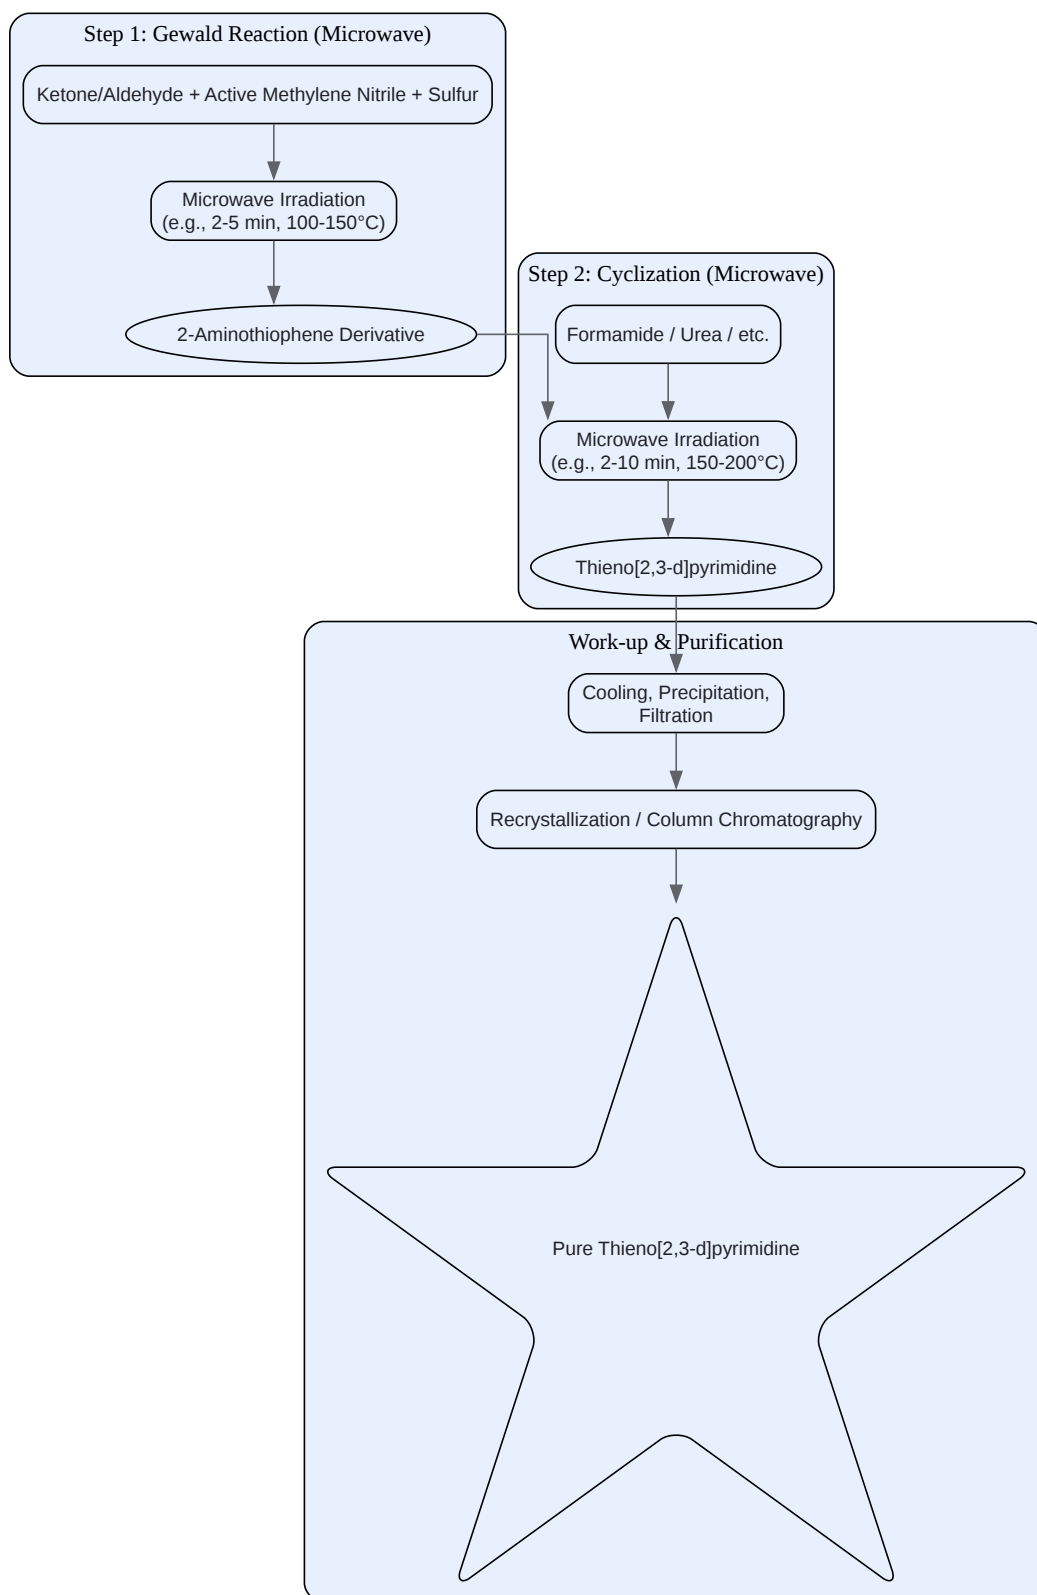 Step 1: Gewald Reaction (Microwave)
Ketone/Aldehyde + Active Methylene Nitrile + Sulfur
Microwave Irradiation
(e.g., 2-5 min, 100-150°C)
2-Aminothiophene Derivative
Step 2: Cyclization (Microwave)
Formamide / Urea / etc.
Microwave Irradiation
(e.g., 2-10 min, 150-200°C)
Thieno[2,3-d]pyrimidine
Work-up & Purification
Cooling, Precipitation,
Filtration
Recrystallization / Column Chromatography
Pure Thieno[2,3-d]pyrimidine